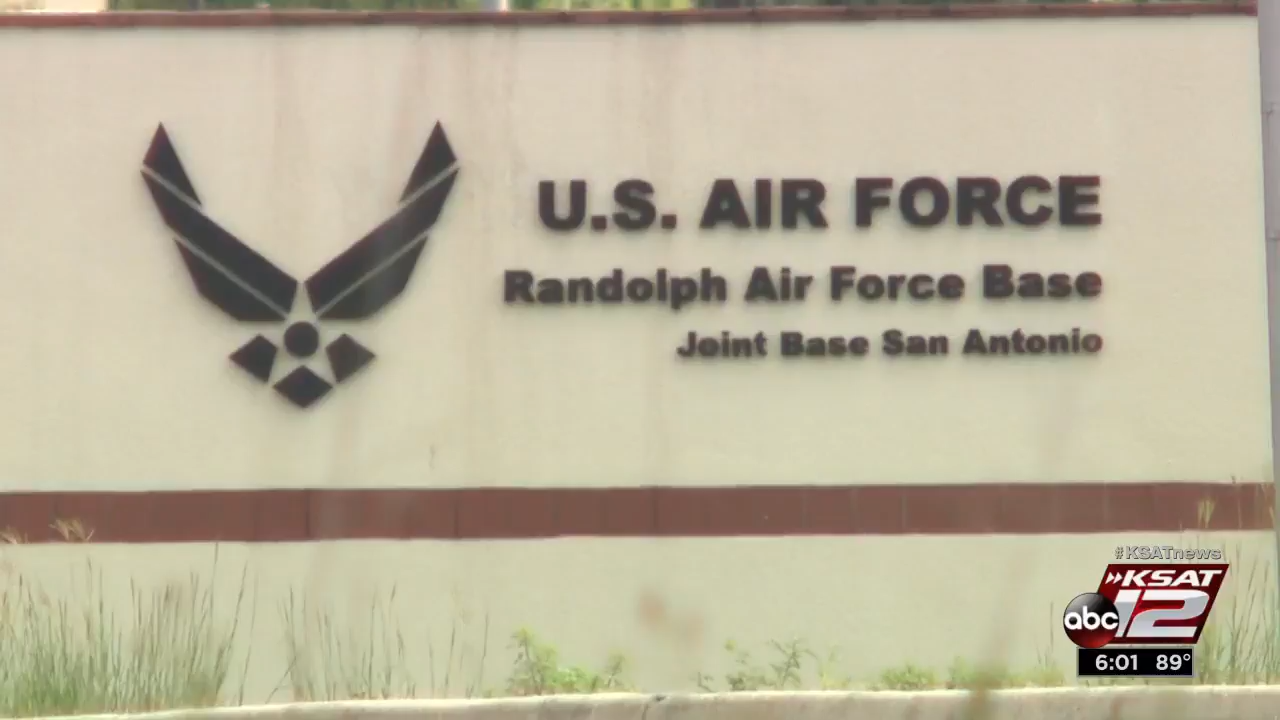 U.S. AIR FORCE
Randolph Air Force Base
Joint Base San Antonio
#KSATnews
KSAT
abc 12
6:01 89°